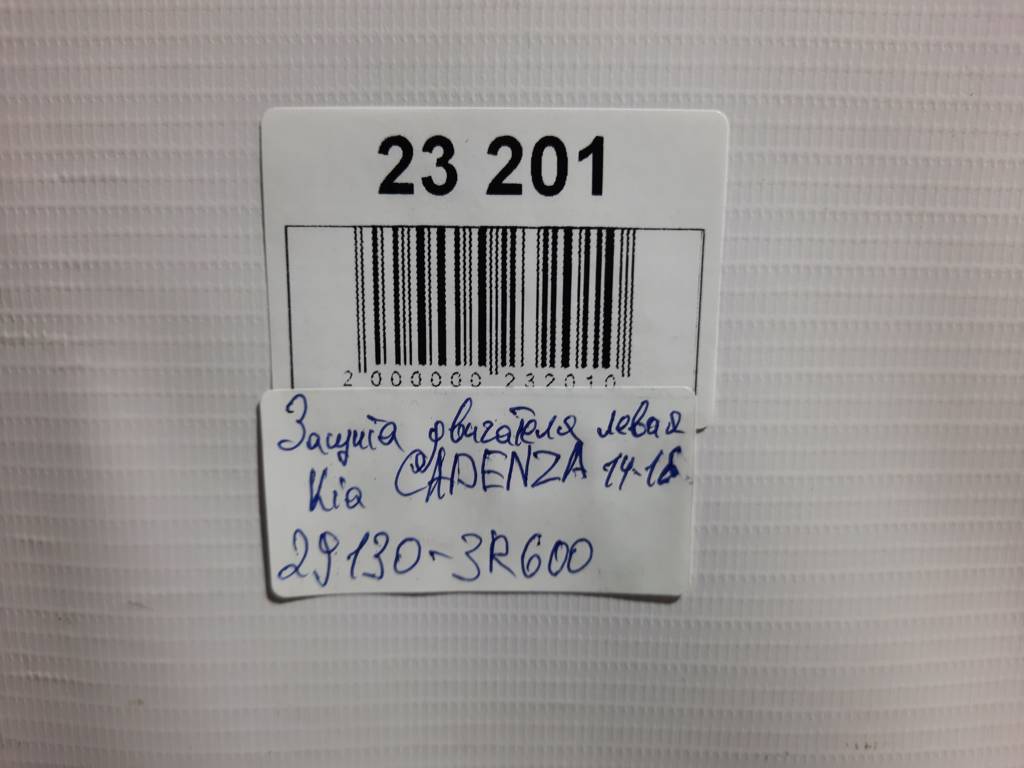 23 201
2 000000 232010
Защита двигателя левая
Kia CADENZA 14-16
29130-3R600